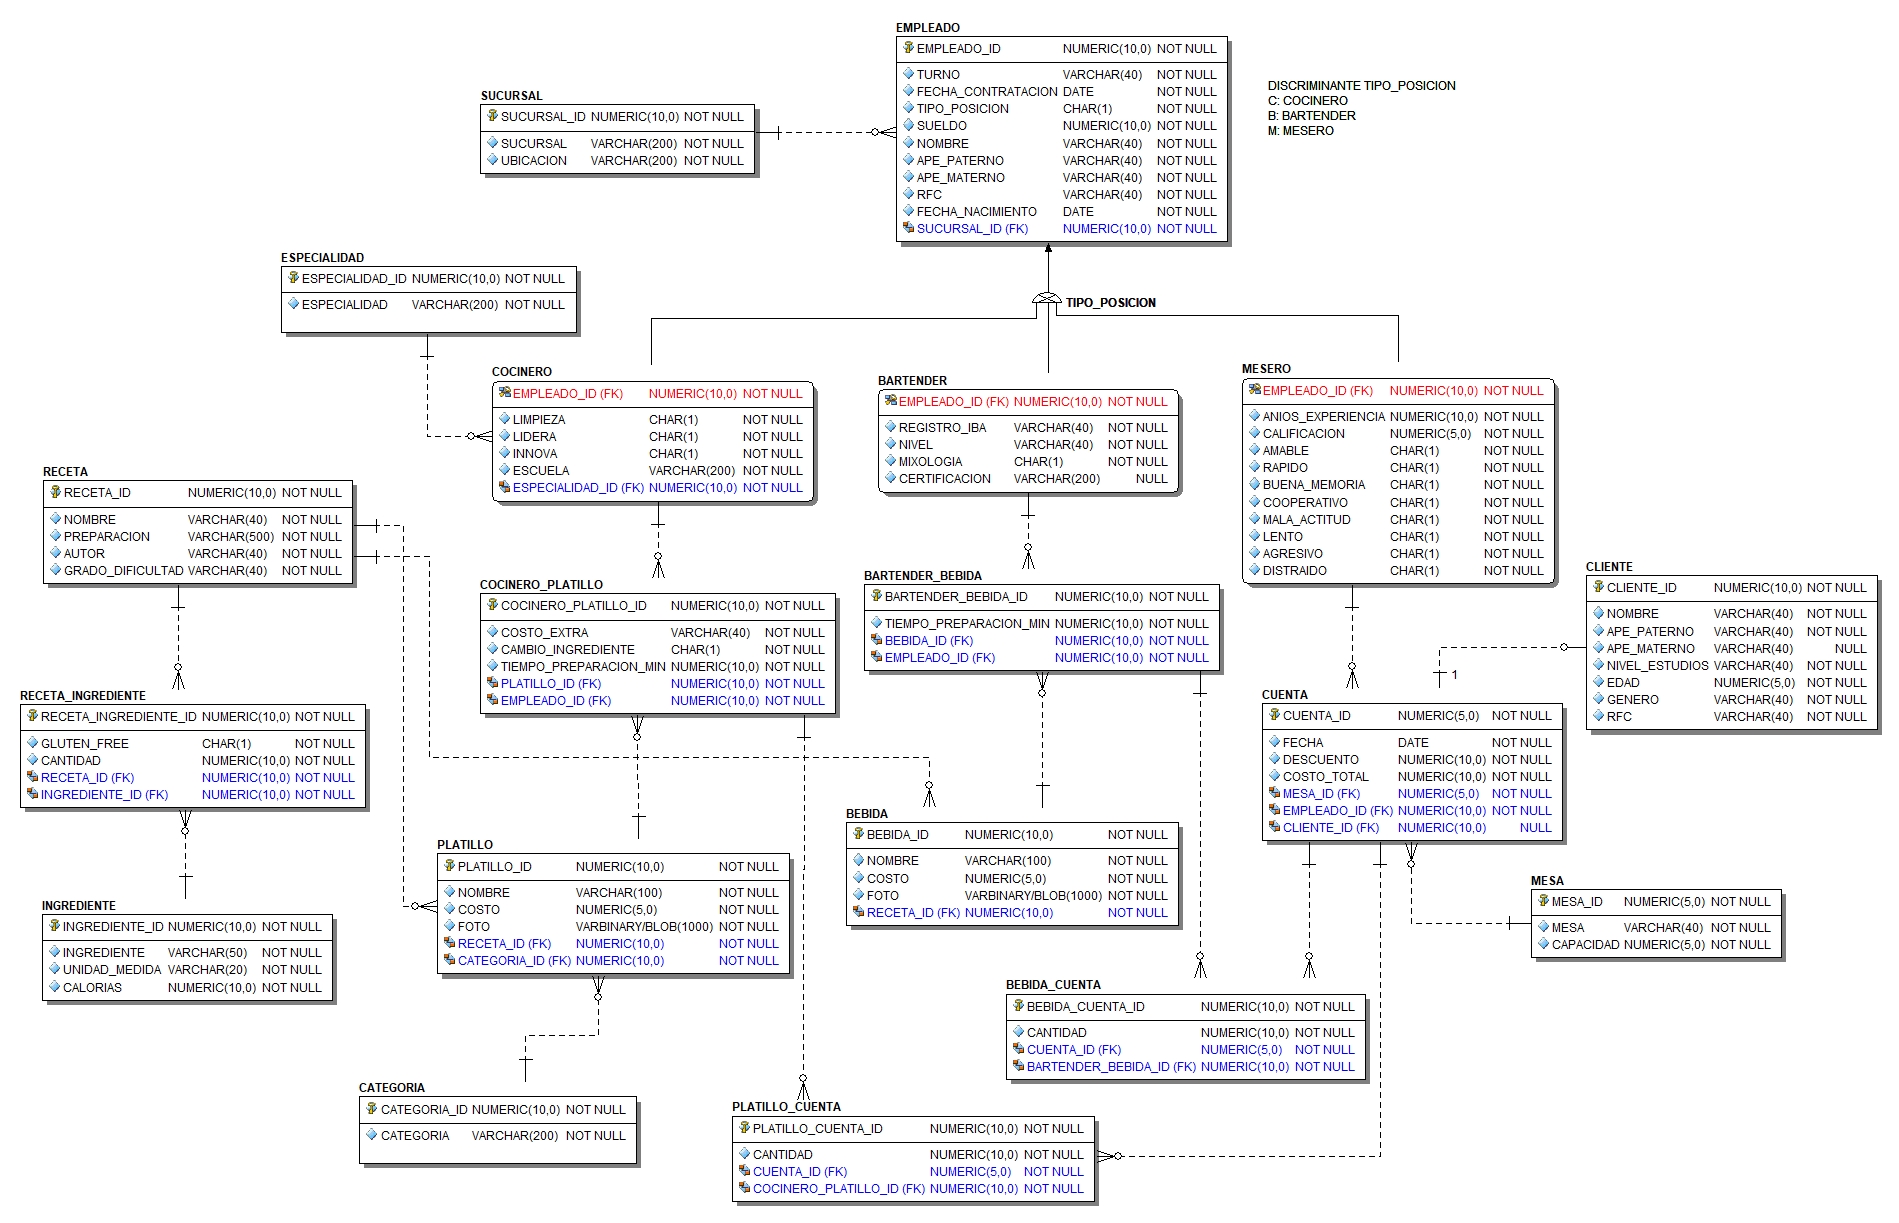 EMPLEADO
EMPLEADO_ID NUMERIC(10,0) NOT NULL
TURNO VARCHAR(40) NOT NULL
FECHA_CONTRATACION DATE NOT NULL
TIPO_POSICION CHAR(1) NOT NULL
SUELDO NUMERIC(10,0) NOT NULL
NOMBRE VARCHAR(40) NOT NULL
APE_PATERNO VARCHAR(40) NOT NULL
APE_MATERNO VARCHAR(40) NOT NULL
RFC VARCHAR(40) NOT NULL
FECHA_NACIMIENTO DATE NOT NULL
SUCURSAL_ID (FK) NUMERIC(10,0) NOT NULL
DISCRIMINANTE TIPO_POSICION
C: COCINERO
B: BARTENDER
M: MESERO
SUCURSAL
SUCURSAL_ID NUMERIC(10,0) NOT NULL
SUCURSAL VARCHAR(200) NOT NULL
UBICACION VARCHAR(200) NOT NULL
ESPECIALIDAD
ESPECIALIDAD_ID NUMERIC(10,0) NOT NULL
ESPECIALIDAD VARCHAR(200) NOT NULL
TIPO_POSICION
COCINERO
EMPLEADO_ID (FK) NUMERIC(10,0) NOT NULL
LIMPIEZA CHAR(1) NOT NULL
LIDERA CHAR(1) NOT NULL
INNOVA CHAR(1) NOT NULL
ESCUELA VARCHAR(200) NOT NULL
ESPECIALIDAD_ID (FK) NUMERIC(10,0) NOT NULL
BARTENDER
EMPLEADO_ID (FK) NUMERIC(10,0) NOT NULL
REGISTRO_IBA VARCHAR(40) NOT NULL
NIVEL VARCHAR(40) NOT NULL
MIXOLOGIA CHAR(1) NOT NULL
CERTIFICACION VARCHAR(200) NULL
MESERO
EMPLEADO_ID (FK) NUMERIC(10,0) NOT NULL
ANIOS_EXPERIENCIA NUMERIC(10,0) NOT NULL
CALIFICACION NUMERIC(5,0) NOT NULL
AMABLE CHAR(1) NOT NULL
RAPIDO CHAR(1) NOT NULL
BUENA_MEMORIA CHAR(1) NOT NULL
COOPERATIVO CHAR(1) NOT NULL
MALA_ACTITUD CHAR(1) NOT NULL
LENTO CHAR(1) NOT NULL
AGRESIVO CHAR(1) NOT NULL
DISTRAIDO CHAR(1) NOT NULL
RECETA
RECETA_ID NUMERIC(10,0) NOT NULL
NOMBRE VARCHAR(40) NOT NULL
PREPARACION VARCHAR(500) NOT NULL
AUTOR VARCHAR(40) NOT NULL
GRADO_DIFICULTAD VARCHAR(40) NOT NULL
COCINERO_PLATILLO
COCINERO_PLATILLO_ID NUMERIC(10,0) NOT NULL
COSTO_EXTRA VARCHAR(40) NOT NULL
CAMBIO_INGREDIENTE CHAR(1) NOT NULL
TIEMPO_PREPARACION_MIN NUMERIC(10,0) NOT NULL
PLATILLO_ID (FK) NUMERIC(10,0) NOT NULL
EMPLEADO_ID (FK) NUMERIC(10,0) NOT NULL
BARTENDER_BEBIDA
BARTENDER_BEBIDA_ID NUMERIC(10,0) NOT NULL
TIEMPO_PREPARACION_MIN NUMERIC(10,0) NOT NULL
BEBIDA_ID (FK) NUMERIC(10,0) NOT NULL
EMPLEADO_ID (FK) NUMERIC(10,0) NOT NULL
CLIENTE
CLIENTE_ID NUMERIC(10,0) NOT NULL
NOMBRE VARCHAR(40) NOT NULL
APE_PATERNO VARCHAR(40) NOT NULL
APE_MATERNO VARCHAR(40) NULL
NIVEL_ESTUDIOS VARCHAR(40) NOT NULL
EDAD NUMERIC(5,0) NOT NULL
GENERO VARCHAR(40) NOT NULL
RFC VARCHAR(40) NOT NULL
1
RECETA_INGREDIENTE
RECETA_INGREDIENTE_ID NUMERIC(10,0) NOT NULL
GLUTEN_FREE CHAR(1) NOT NULL
CANTIDAD NUMERIC(10,0) NOT NULL
RECETA_ID (FK) NUMERIC(10,0) NOT NULL
INGREDIENTE_ID (FK) NUMERIC(10,0) NOT NULL
CUENTA
CUENTA_ID NUMERIC(5,0) NOT NULL
FECHA DATE NOT NULL
DESCUENTO NUMERIC(10,0) NOT NULL
COSTO_TOTAL NUMERIC(10,0) NOT NULL
MESA_ID (FK) NUMERIC(5,0) NOT NULL
EMPLEADO_ID (FK) NUMERIC(10,0) NOT NULL
CLIENTE_ID (FK) NUMERIC(10,0) NULL
PLATILLO
PLATILLO_ID NUMERIC(10,0) NOT NULL
NOMBRE VARCHAR(100) NOT NULL
COSTO NUMERIC(5,0) NOT NULL
FOTO VARBINARY/BLOB(1000) NOT NULL
RECETA_ID (FK) NUMERIC(10,0) NOT NULL
CATEGORIA_ID (FK) NUMERIC(10,0) NOT NULL
BEBIDA
BEBIDA_ID NUMERIC(10,0) NOT NULL
NOMBRE VARCHAR(100) NOT NULL
COSTO NUMERIC(5,0) NOT NULL
FOTO VARBINARY/BLOB(1000) NOT NULL
RECETA_ID (FK) NUMERIC(10,0) NOT NULL
MESA
MESA_ID NUMERIC(5,0) NOT NULL
MESA VARCHAR(40) NOT NULL
CAPACIDAD NUMERIC(5,0) NOT NULL
INGREDIENTE
INGREDIENTE_ID NUMERIC(10,0) NOT NULL
INGREDIENTE VARCHAR(50) NOT NULL
UNIDAD_MEDIDA VARCHAR(20) NOT NULL
CALORIAS NUMERIC(10,0) NOT NULL
BEBIDA_CUENTA
BEBIDA_CUENTA_ID NUMERIC(10,0) NOT NULL
CANTIDAD NUMERIC(10,0) NOT NULL
CUENTA_ID (FK) NUMERIC(5,0) NOT NULL
BARTENDER_BEBIDA_ID (FK) NUMERIC(10,0) NOT NULL
CATEGORIA
CATEGORIA_ID NUMERIC(10,0) NOT NULL
CATEGORIA VARCHAR(200) NOT NULL
PLATILLO_CUENTA
PLATILLO_CUENTA_ID NUMERIC(10,0) NOT NULL
CANTIDAD NUMERIC(10,0) NOT NULL
CUENTA_ID (FK) NUMERIC(5,0) NOT NULL
COCINERO_PLATILLO_ID (FK) NUMERIC(10,0) NOT NULL